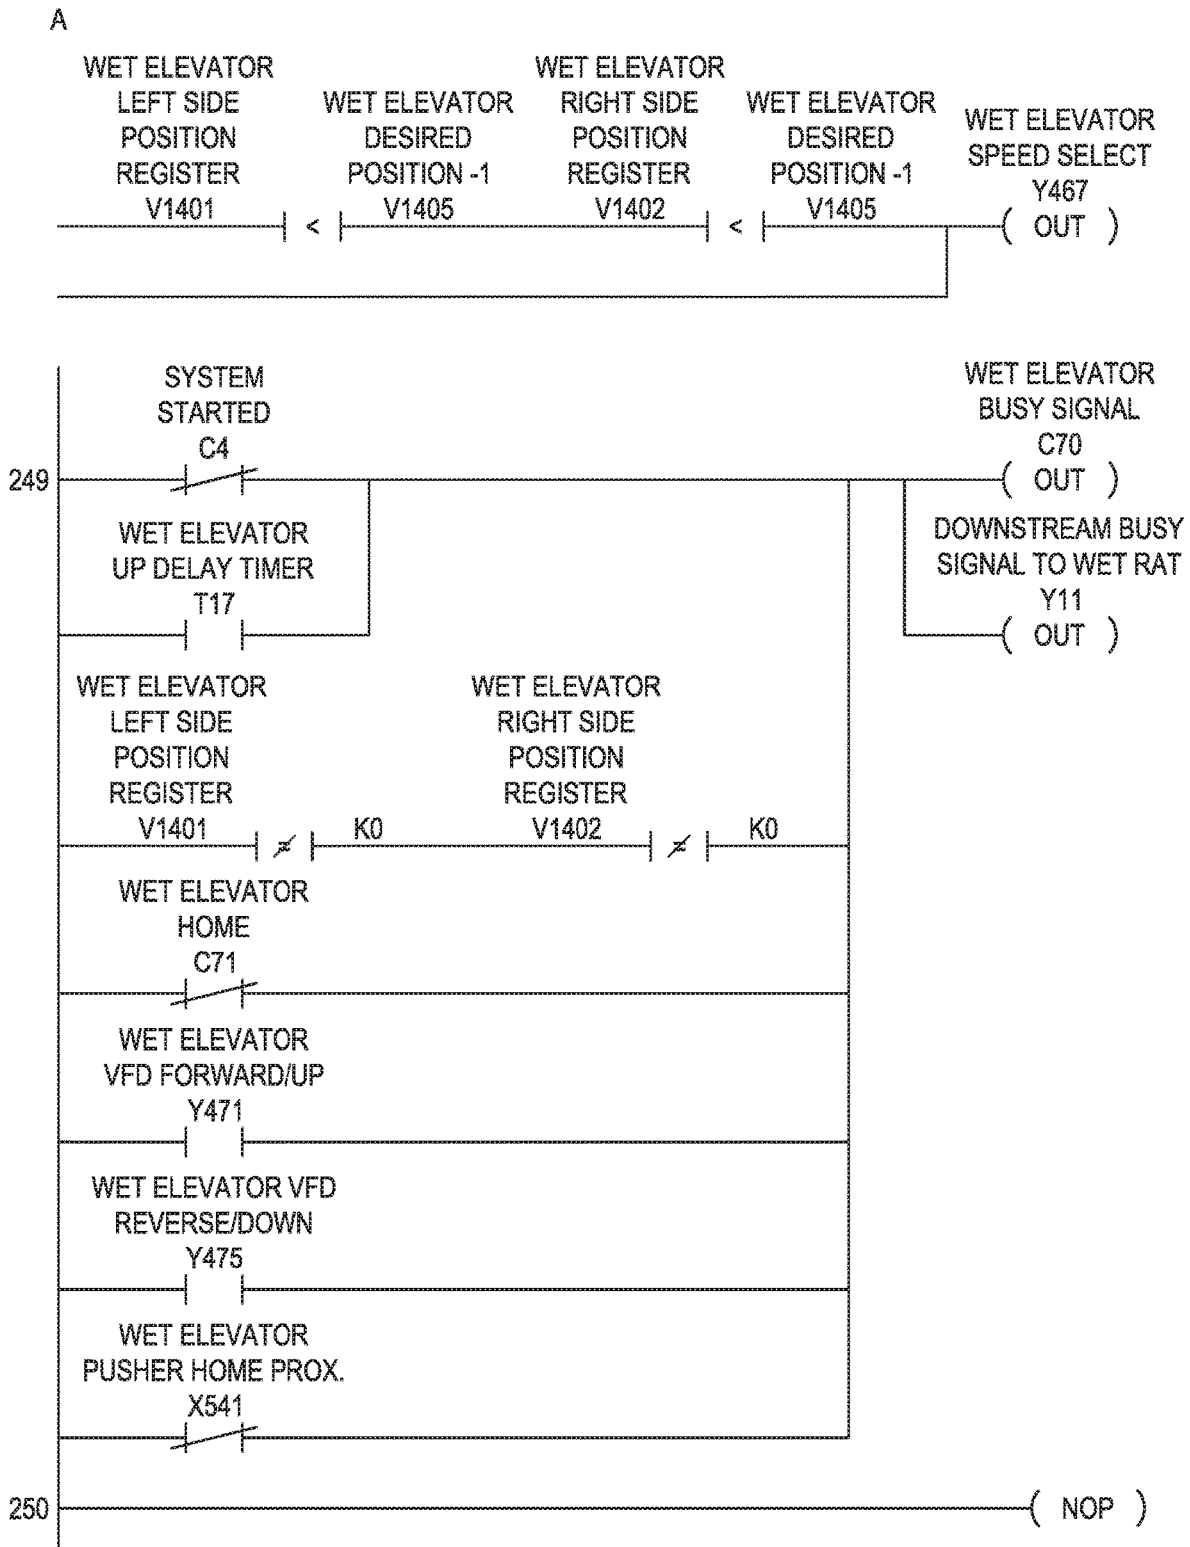 A
WET ELEVATOR
LEFT SIDE
POSITION
REGISTER
V1401
<
WET ELEVATOR
DESIRED
POSITION -1
V1405
WET ELEVATOR
RIGHT SIDE
POSITION
REGISTER
V1402
<
WET ELEVATOR
DESIRED
POSITION -1
V1405
WET ELEVATOR
SPEED SELECT
Y467
( OUT )
249
SYSTEM
STARTED
C4
WET ELEVATOR
BUSY SIGNAL
C70
( OUT )
WET ELEVATOR
UP DELAY TIMER
T17
DOWNSTREAM BUSY
SIGNAL TO WET RAT
Y11
( OUT )
WET ELEVATOR
LEFT SIDE
POSITION
REGISTER
V1401
≠
K0
WET ELEVATOR
RIGHT SIDE
POSITION
REGISTER
V1402
≠
K0
WET ELEVATOR
HOME
C71
WET ELEVATOR
VFD FORWARD/UP
Y471
WET ELEVATOR VFD
REVERSE/DOWN
Y475
WET ELEVATOR
PUSHER HOME PROX.
X541
250
( NOP )